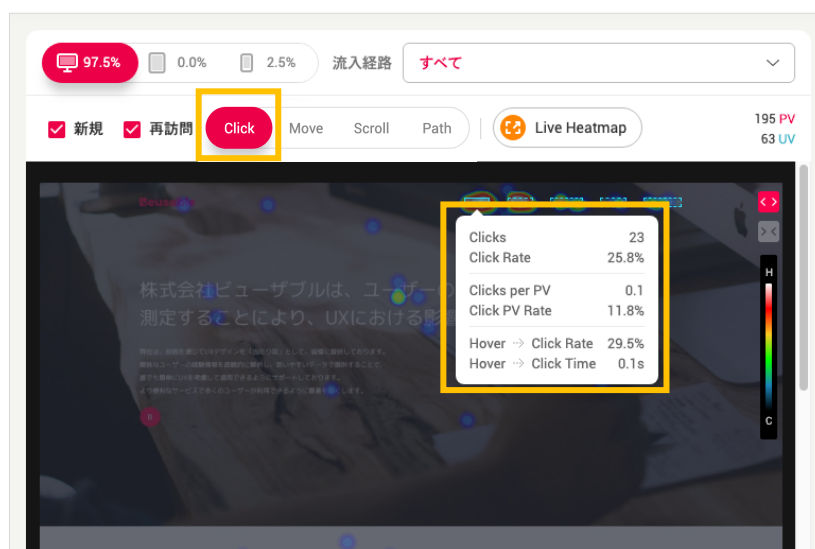 97.5%
0.0%
2.5%
流入経路
すべて
新規
再訪問
Click
Move
Scroll
Path
Live Heatmap
195 PV
63 UV
Beusable
Clicks 23
Click Rate 25.8%
Clicks per PV 0.1
Click PV Rate 11.8%
Hover → Click Rate 29.5%
Hover → Click Time 0.1s
H
C
株式会社ビューザブルは、ユーザーの
測定することにより、UXにおける影